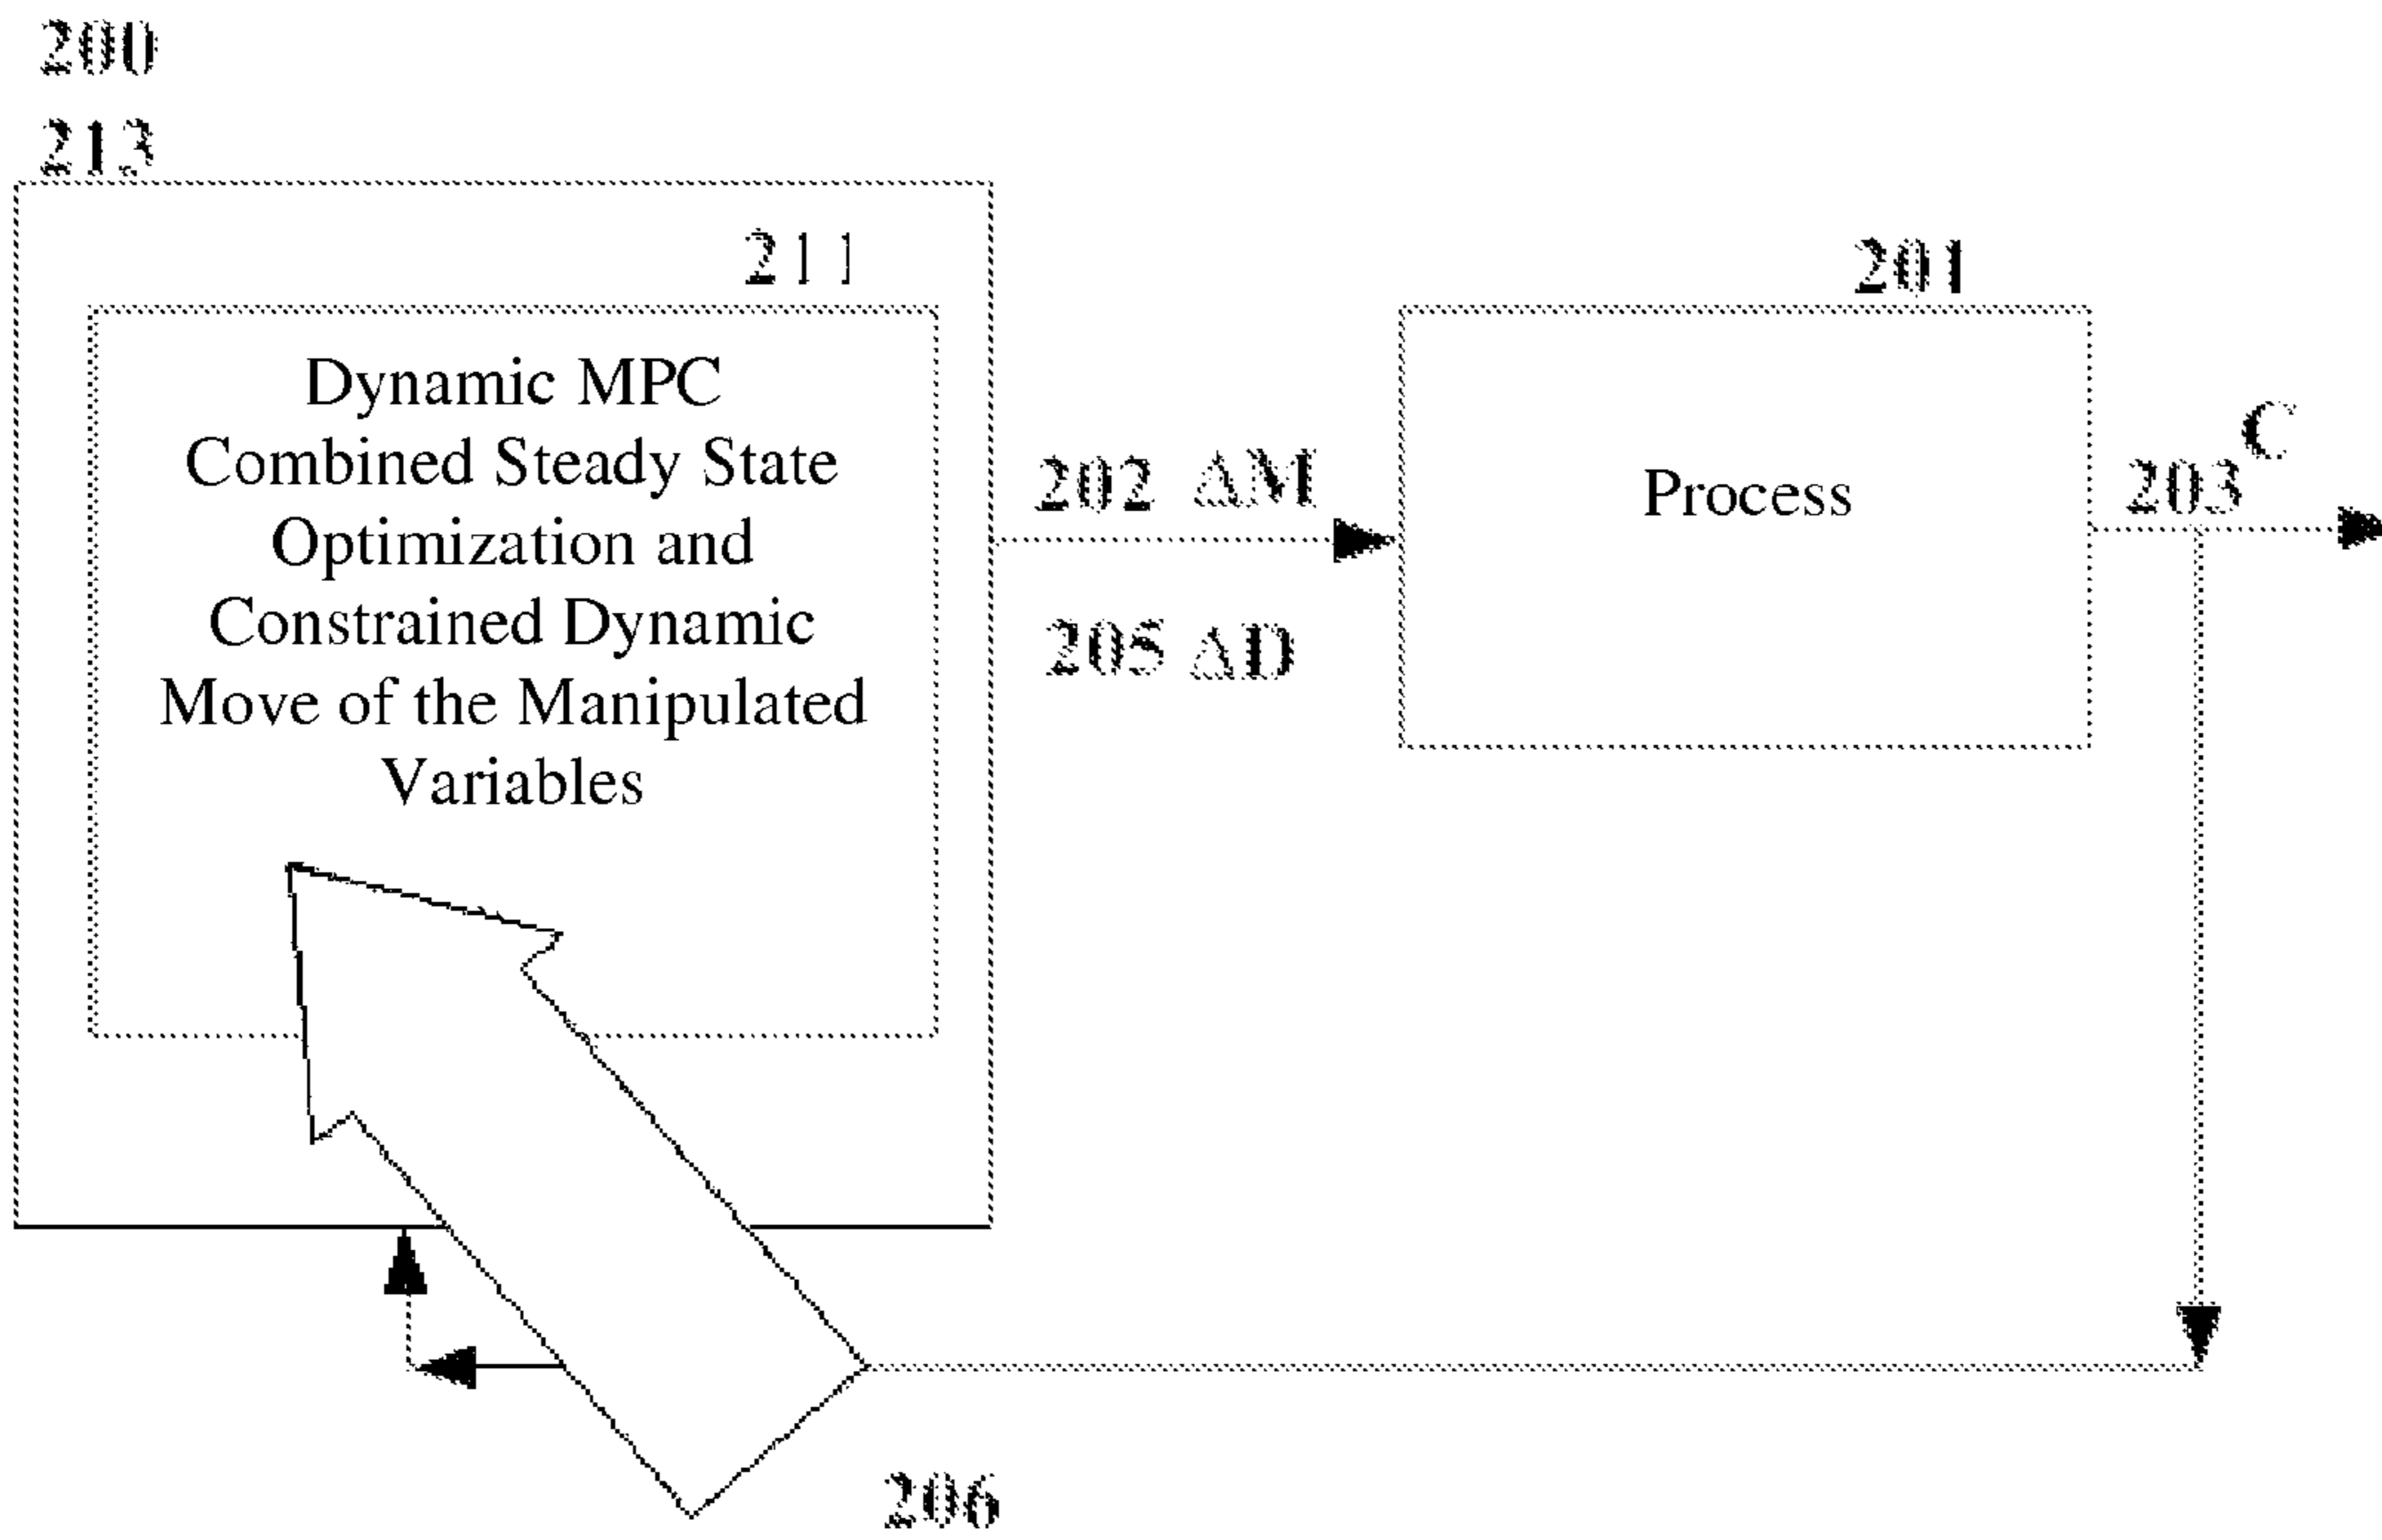 200
213
211
Dynamic MPC
Combined Steady State
Optimization and
Constrained Dynamic
Move of the Manipulated
Variables
202 ΔM
205 ΔD
201
Process
C
203
206